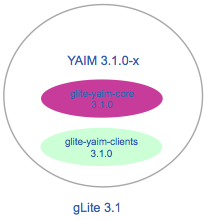 YAIM 3.1.0-x
glite-yaim-core
3.1.0
glite-yaim-clients
3.1.0
gLite 3.1